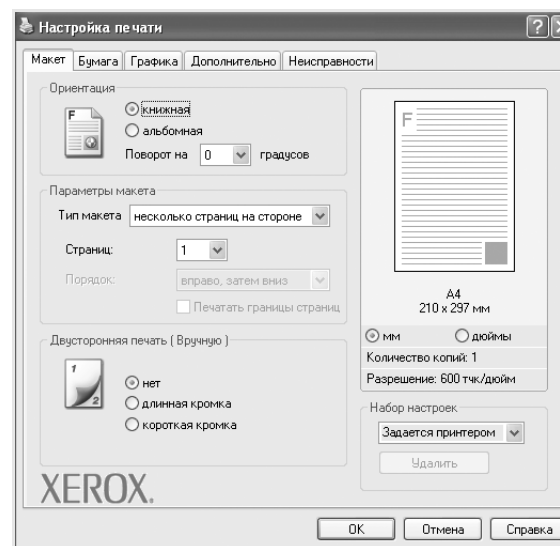 Настройка печати
Макет Бумага Графика Дополнительно Неисправности
Ориентация
F
книжная
альбомная
Поворот на 0 градусов
Параметры макета
Тип макета несколько страниц на стороне
Страниц: 1
Порядок: вправо, затем вниз
Печатать границы страниц
Двусторонняя печать ( Вручную )
1
2
нет
длинная кромка
короткая кромка
XEROX.
F
A4
210 x 297 мм
мм дюймы
Количество копий: 1
Разрешение: 600 тчк/дюйм
Набор настроек
Задается принтером
Удалить
OK Отмена Справка